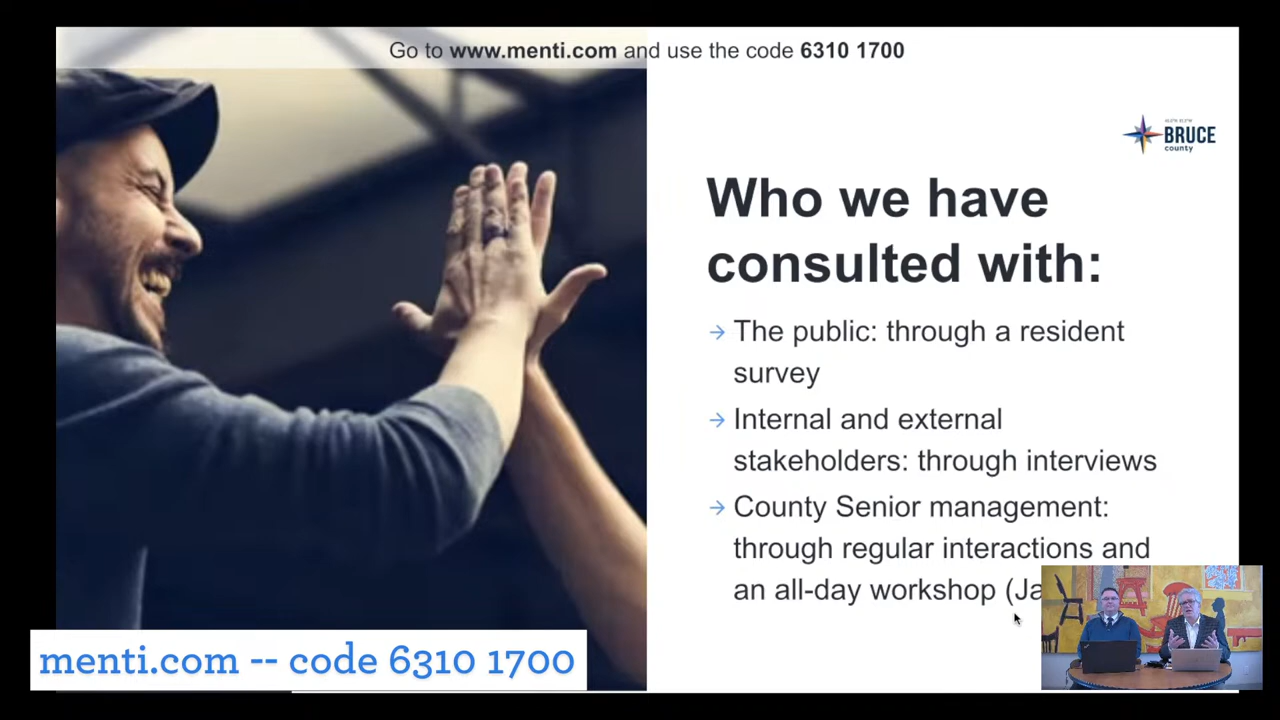 Go to www.menti.com and use the code 6310 1700
BRUCE
county
Who we have
consulted with:
→ The public: through a resident
survey
→ Internal and external
stakeholders: through interviews
→ County Senior management:
through regular interactions and
an all-day workshop (Ja
menti.com -- code 6310 1700